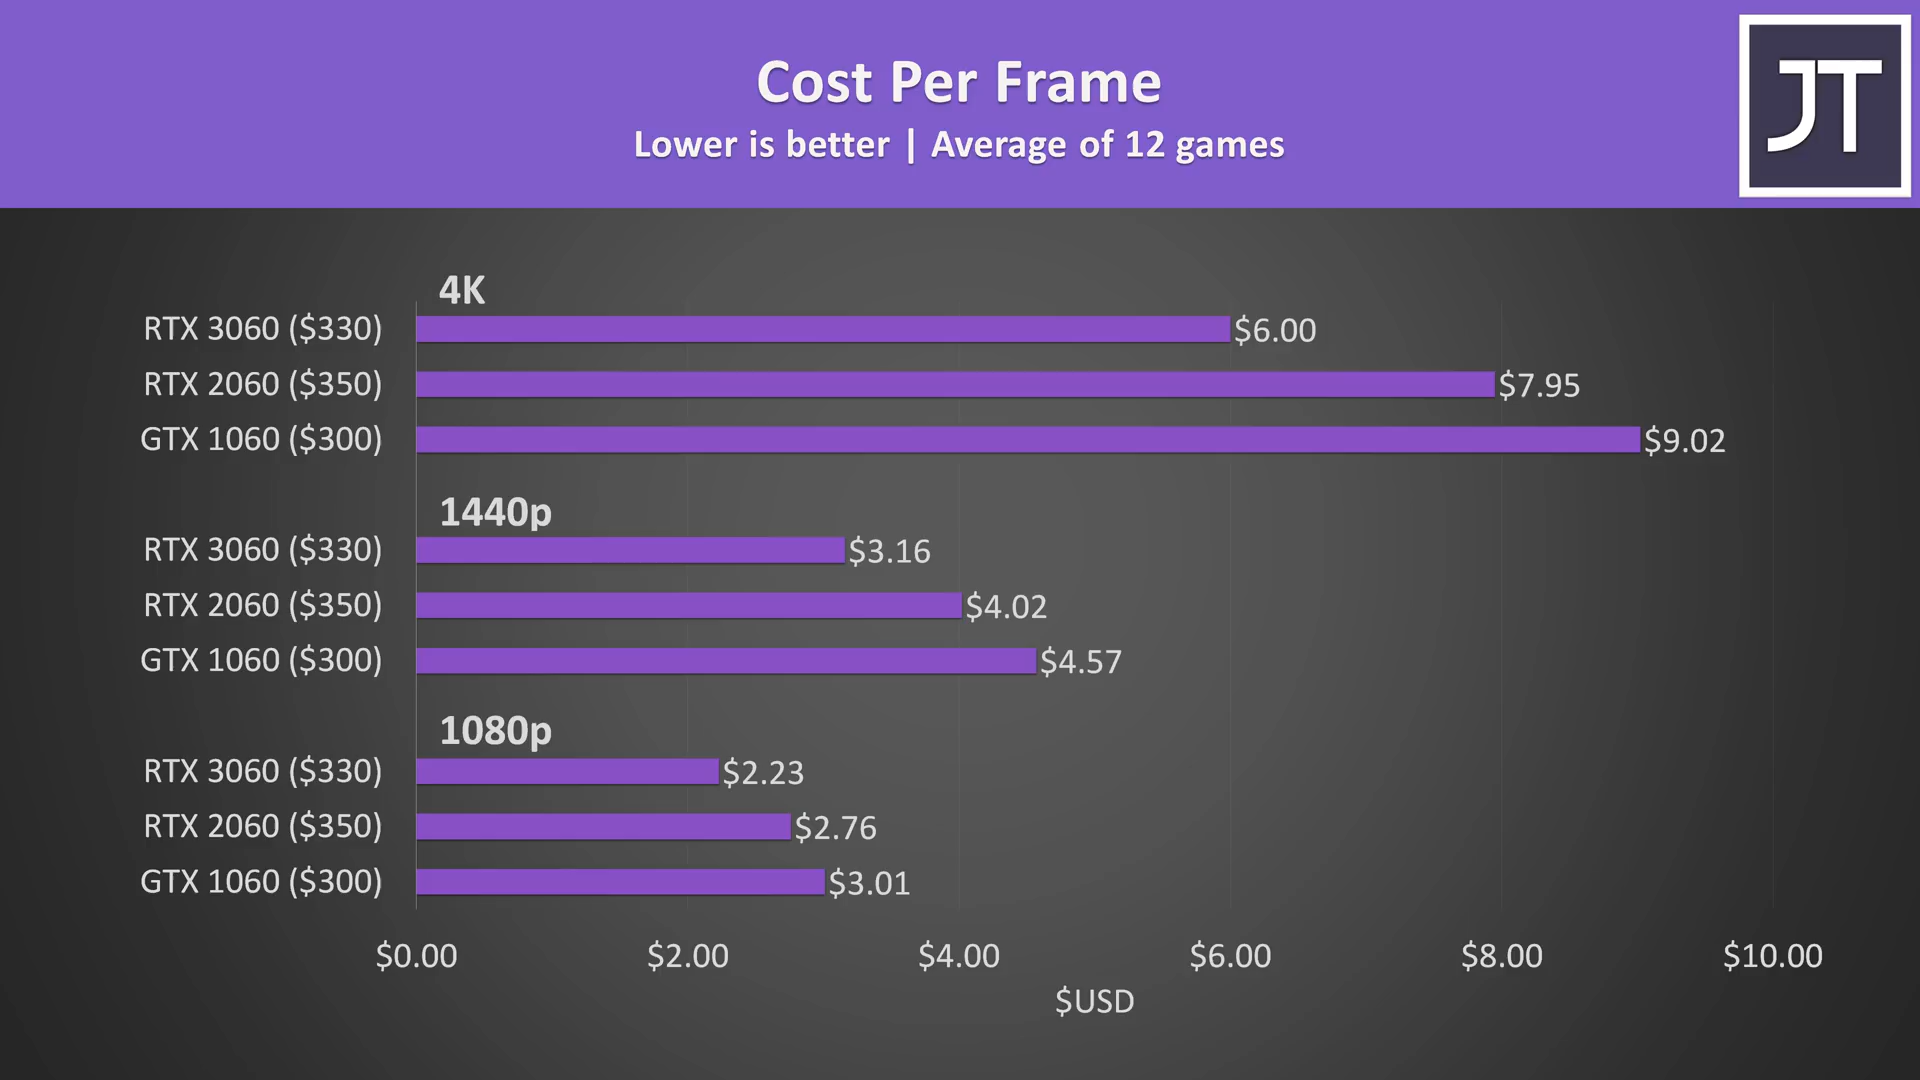 Cost Per Frame
Lower is better | Average of 12 games
JT
4K
RTX 3060 ($330) $6.00
RTX 2060 ($350) $7.95
GTX 1060 ($300) $9.02
1440p
RTX 3060 ($330) $3.16
RTX 2060 ($350) $4.02
GTX 1060 ($300) $4.57
1080p
RTX 3060 ($330) $2.23
RTX 2060 ($350) $2.76
GTX 1060 ($300) $3.01
$0.00 $2.00 $4.00 $6.00 $8.00 $10.00
$USD